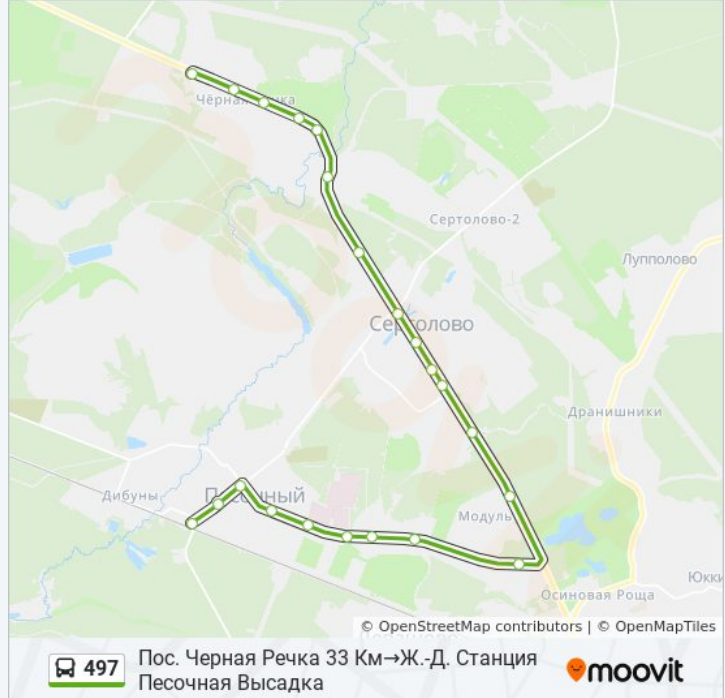 Чёрная Речка
Сертолово-2
Лупполово
Сертолово
Дранишники
Песочный
Дибуны
Модуль
Юкки
Осиновая Роща
© OpenStreetMap contributors | © OpenMapTiles
497
Пос. Черная Речка 33 Км→Ж.-Д. Станция
Песочная Высадка
moovit